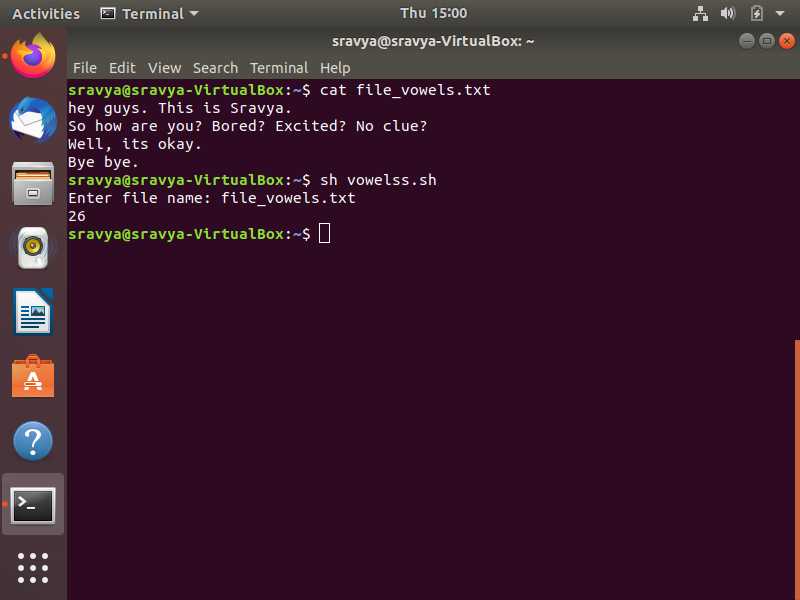 Activities Terminal Thu 15:00
sravya@sravya-VirtualBox: ~
File Edit View Search Terminal Help
sravya@sravya-VirtualBox:~$ cat file_vowels.txt
hey guys. This is Sravya.
So how are you? Bored? Excited? No clue?
Well, its okay.
Bye bye.
sravya@sravya-VirtualBox:~$ sh vowelss.sh
Enter file name: file_vowels.txt
26
sravya@sravya-VirtualBox:~$